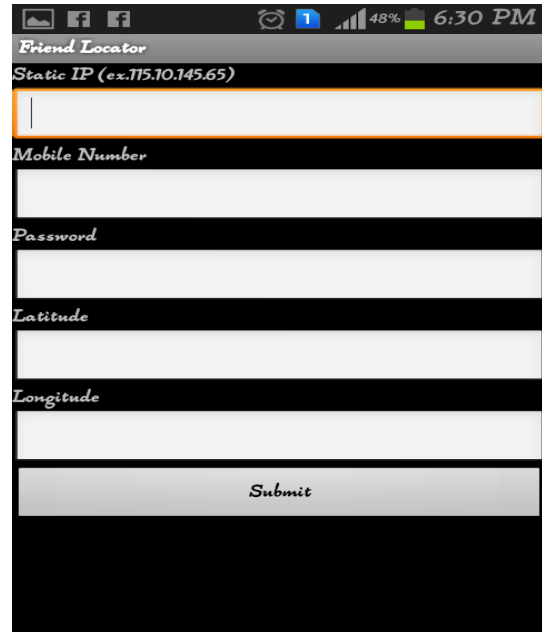 1 48% 6:30 PM
Friend Locator
Static IP (ex.115.10.145.65)
Mobile Number
Password
Latitude
Longitude
Submit